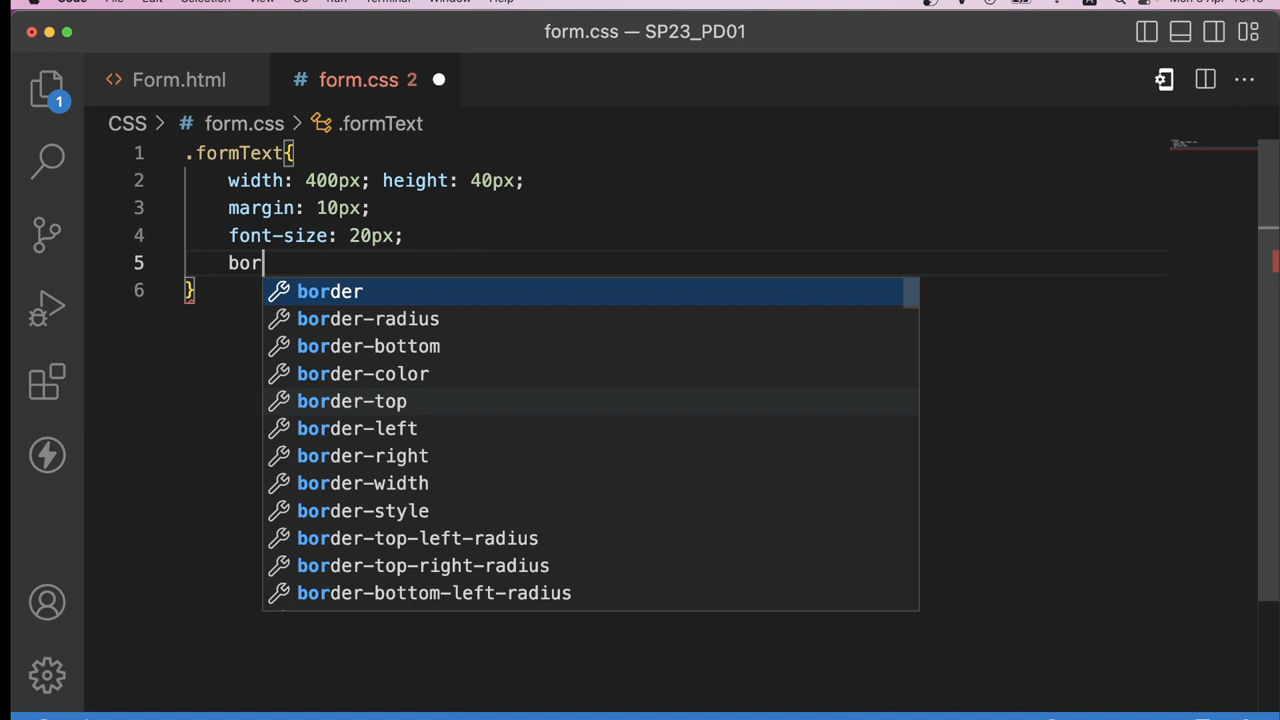 form.css — SP23_PD01
Form.html
form.css 2
1
CSS > # form.css > .formText
1 .formText{
2 width: 400px; height: 40px;
3 margin: 10px;
4 font-size: 20px;
5 bor
6 }
border
border-radius
border-bottom
border-color
border-top
border-left
border-right
border-width
border-style
border-top-left-radius
border-top-right-radius
border-bottom-left-radius